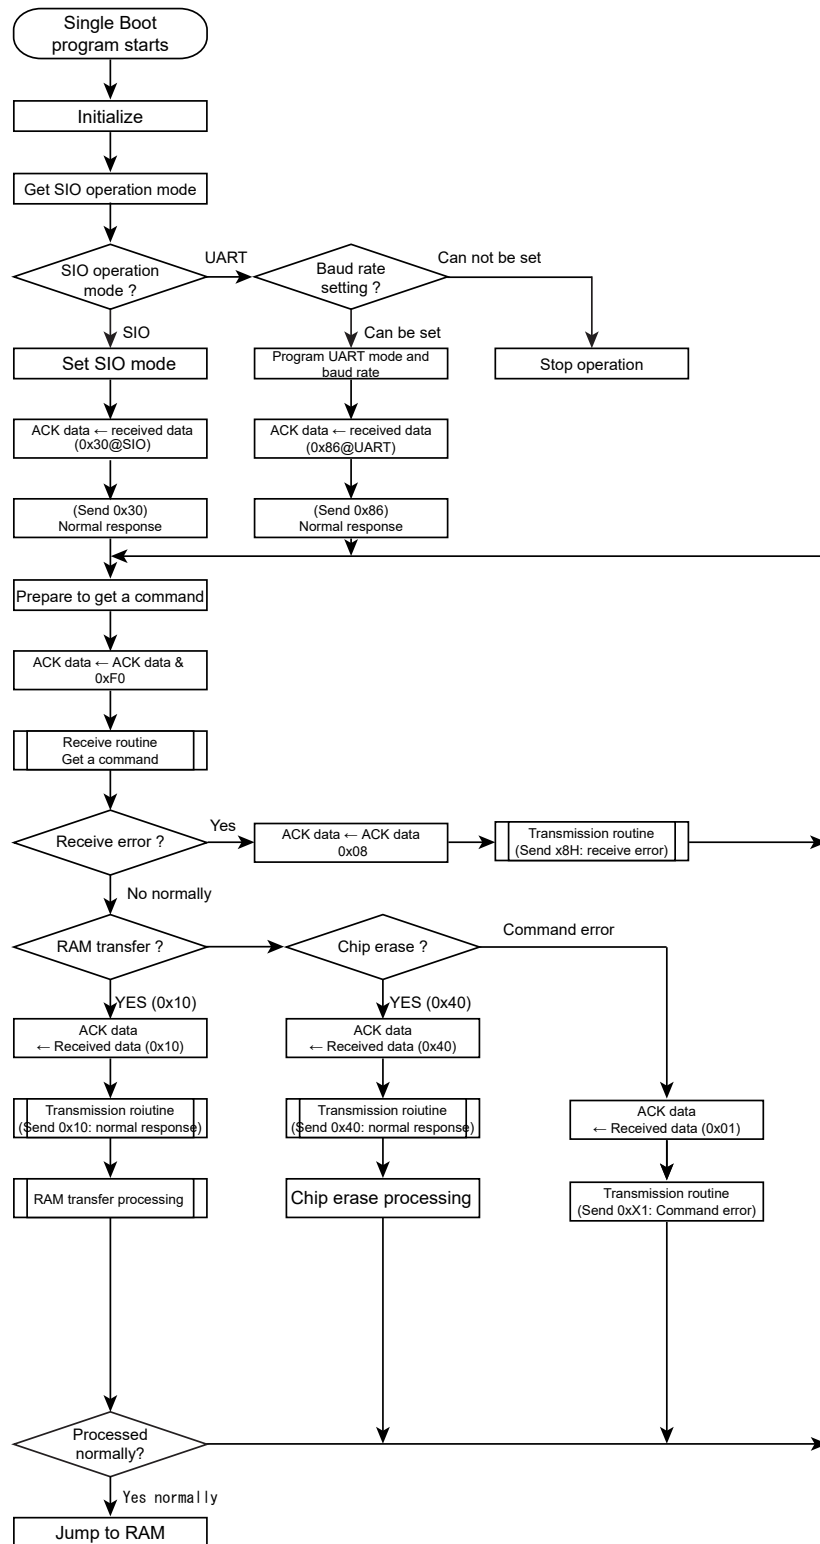 Single Boot
program starts
Initialize
Get SIO operation mode
SIO operation
mode ?
UART
Baud rate
setting ?
Can not be set
SIO
Can be set
Set SIO mode
Program UART mode and
baud rate
Stop operation
ACK data ← received data
(0x30@SIO)
ACK data ← received data
(0x86@UART)
(Send 0x30)
Normal response
(Send 0x86)
Normal response
Prepare to get a command
ACK data ← ACK data &
0xF0
Receive routine
Get a command
Receive error ?
Yes
ACK data ← ACK data
0x08
Transmission routine
(Send x8H: receive error)
No normally
RAM transfer ?
Chip erase ?
Command error
YES (0x10)
YES (0x40)
ACK data
← Received data (0x10)
ACK data
← Received data (0x40)
Transmission roiutine
(Send 0x10: normal response)
Transmission roiutine
(Send 0x40: normal response)
ACK data
← Received data (0x01)
RAM transfer processing
Chip erase processing
Transmission routine
(Send 0xX1: Command error)
Processed
normally?
Yes normally
Jump to RAM